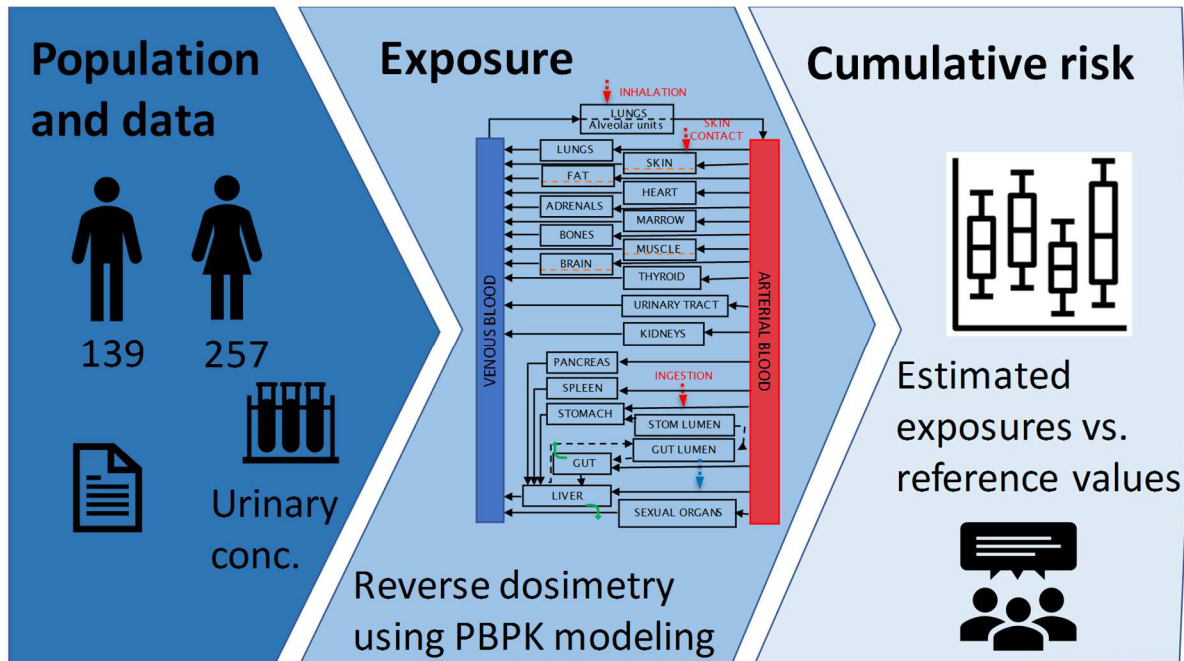 Population
and data
139 257
Urinary
conc.
Exposure
INHALATION
LUNGS
Alveolar units
SKIN
CONTACT
LUNGS
SKIN
FAT
HEART
ADRENALS
MARROW
BONES
MUSCLE
BRAIN
THYROID
URINARY TRACT
KIDNEYS
PANCREAS
INGESTION
SPLEEN
STOMACH
STOM LUMEN
GUT LUMEN
GUT
LIVER
SEXUAL ORGANS
VENOUS BLOOD
ARTERIAL BLOOD
Reverse dosimetry
using PBPK modeling
Cumulative risk
Estimated
exposures vs.
reference values